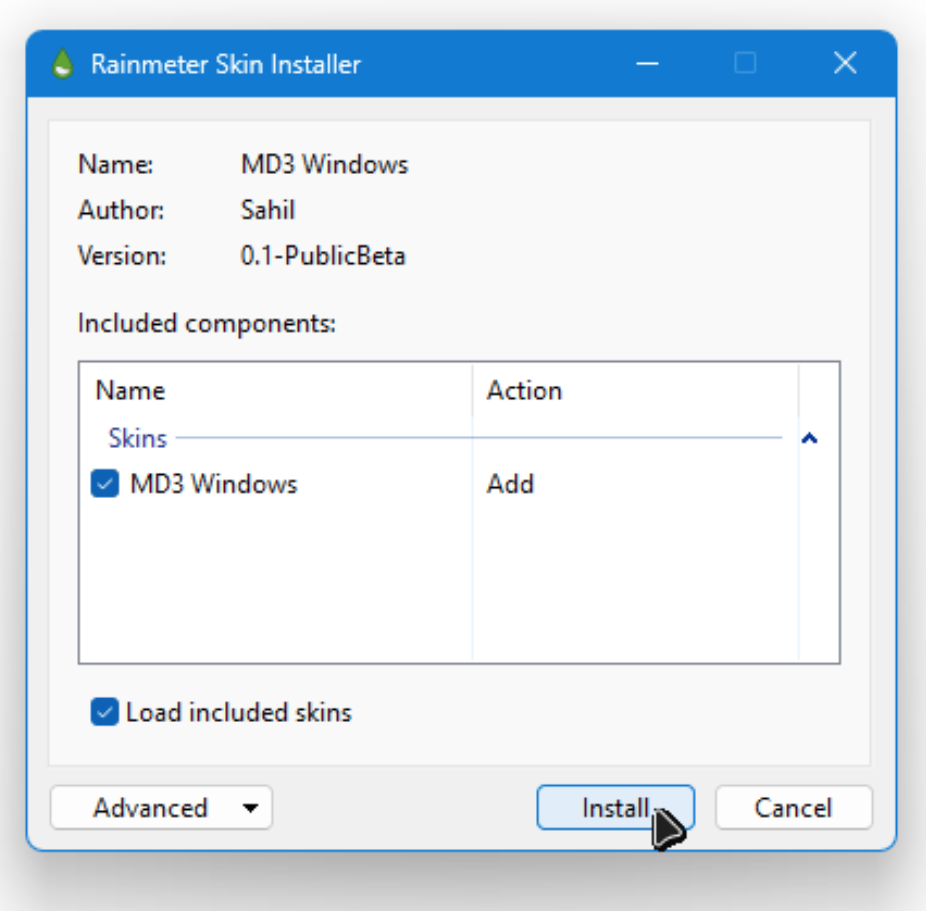 Rainmeter Skin Installer
Name: MD3 Windows
Author: Sahil
Version: 0.1-PublicBeta
Included components:
Name Action
Skins
MD3 Windows Add
Load included skins
Advanced Install Cancel